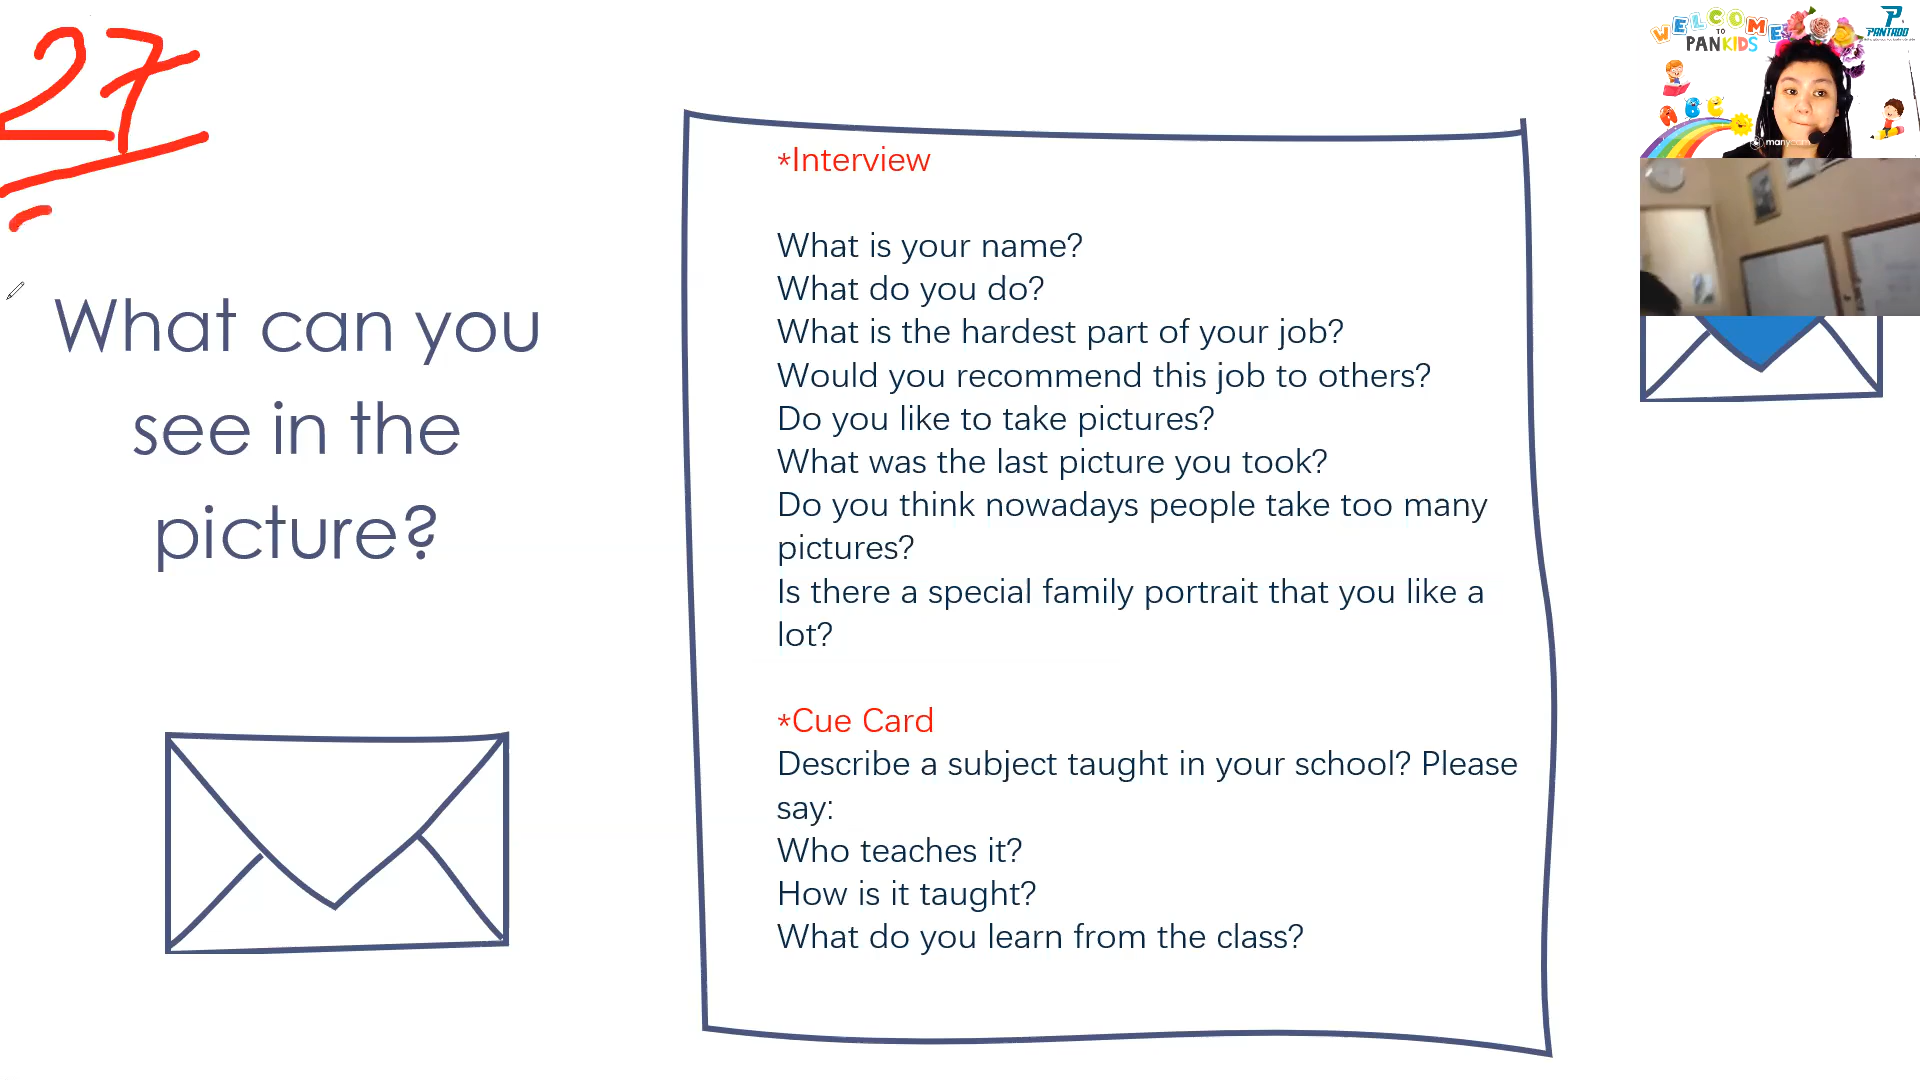 27
What can you
see in the
picture?
*Interview
What is your name?
What do you do?
What is the hardest part of your job?
Would you recommend this job to others?
Do you like to take pictures?
What was the last picture you took?
Do you think nowadays people take too many
pictures?
Is there a special family portrait that you like a
lot?
*Cue Card
Describe a subject taught in your school? Please
say:
Who teaches it?
How is it taught?
What do you learn from the class?
WELCOME
TO
PANKIDS
PANTADO
ABC
manycam